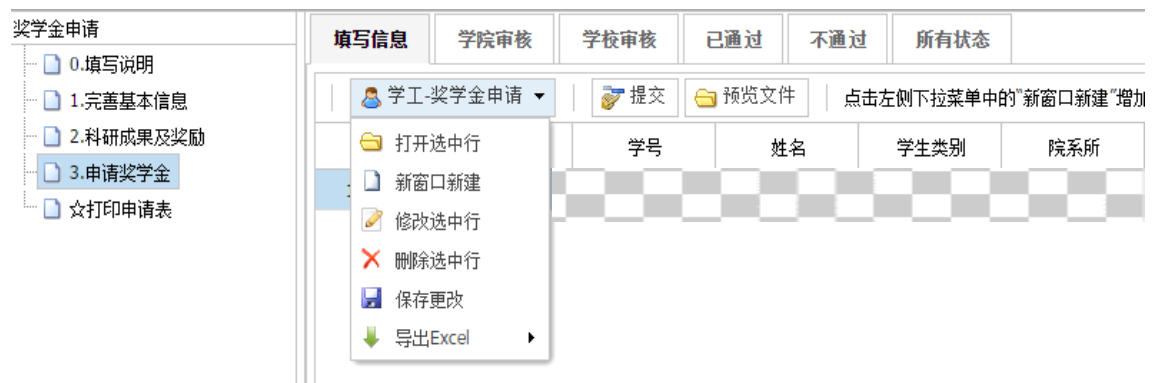 奖学金申请
0.填写说明
1.完善基本信息
2.科研成果及奖励
3.申请奖学金
☆打印申请表
填写信息 学院审核 学校审核 已通过 不通过 所有状态
学工-奖学金申请 提交 预览文件 点击左侧下拉菜单中的"新窗口新建"增加
学号 姓名 学生类别 院系所
打开选中行
新窗口新建
修改选中行
删除选中行
保存更改
导出Excel